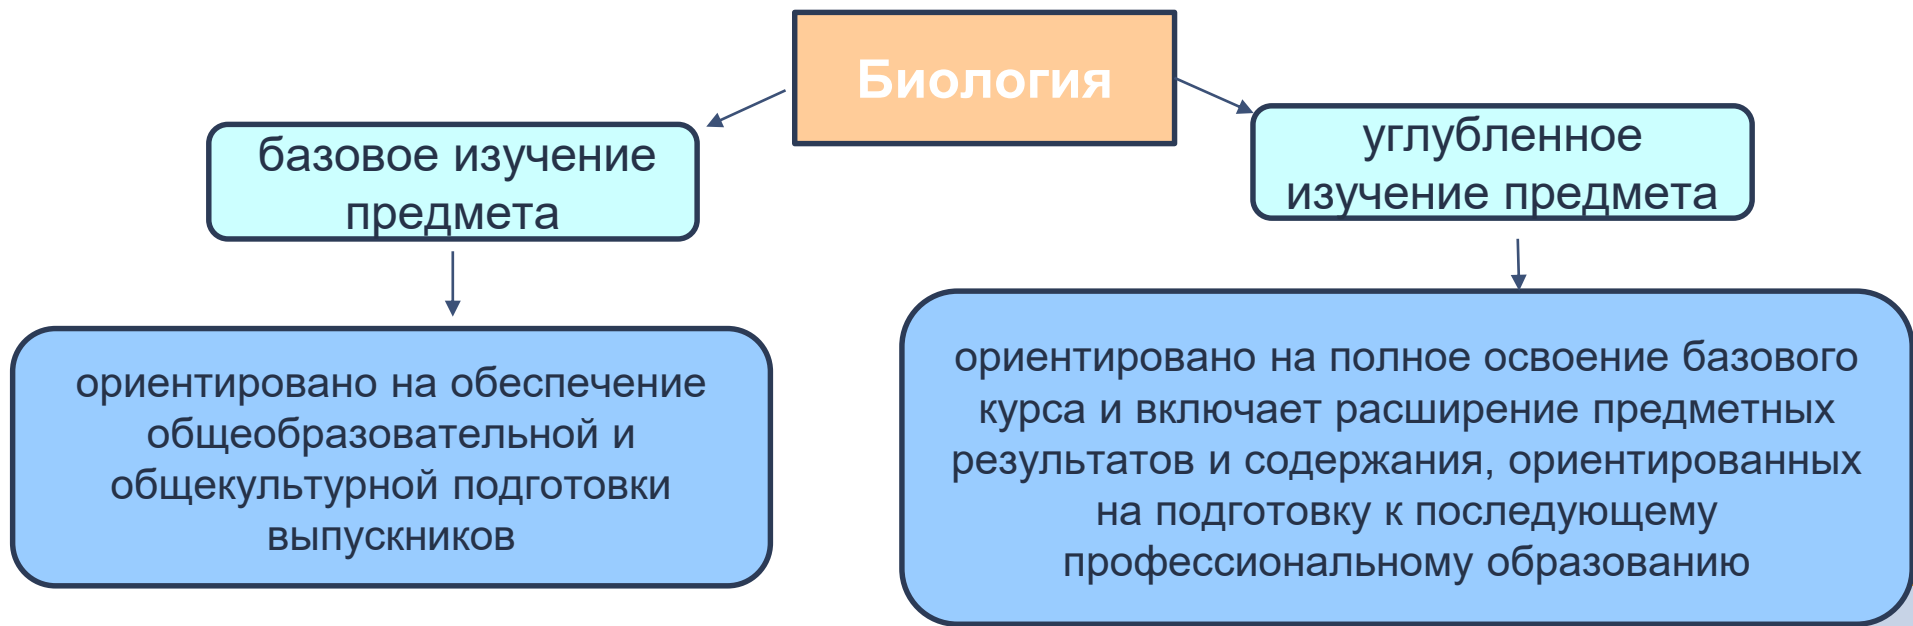 Биология
базовое изучение
предмета
углубленное
изучение предмета
ориентировано на обеспечение
общеобразовательной и
общекультурной подготовки
выпускников
ориентировано на полное освоение базового
курса и включает расширение предметных
результатов и содержания, ориентированных
на подготовку к последующему
профессиональному образованию